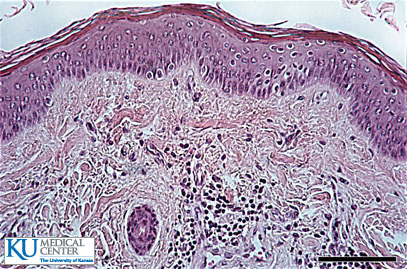 KU MEDICAL
CENTER
The University of Kansas